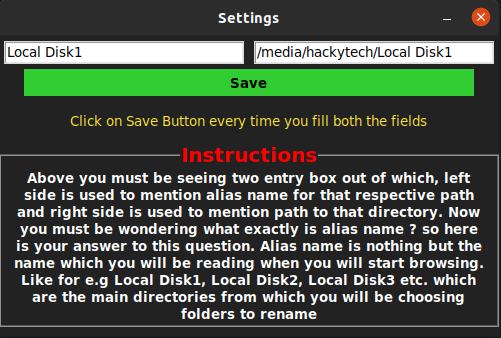 Settings
Local Disk1 /media/hackytech/Local Disk1
Save
Click on Save Button every time you fill both the fields
Instructions
Above you must be seeing two entry box out of which, left
side is used to mention alias name for that respective path
and right side is used to mention path to that directory. Now
you must be wondering what exactly is alias name ? so here
is your answer to this question. Alias name is nothing but the
name which you will be reading when you will start browsing.
Like for e.g Local Disk1, Local Disk2, Local Disk3 etc. which
are the main directories from which you will be choosing
folders to rename